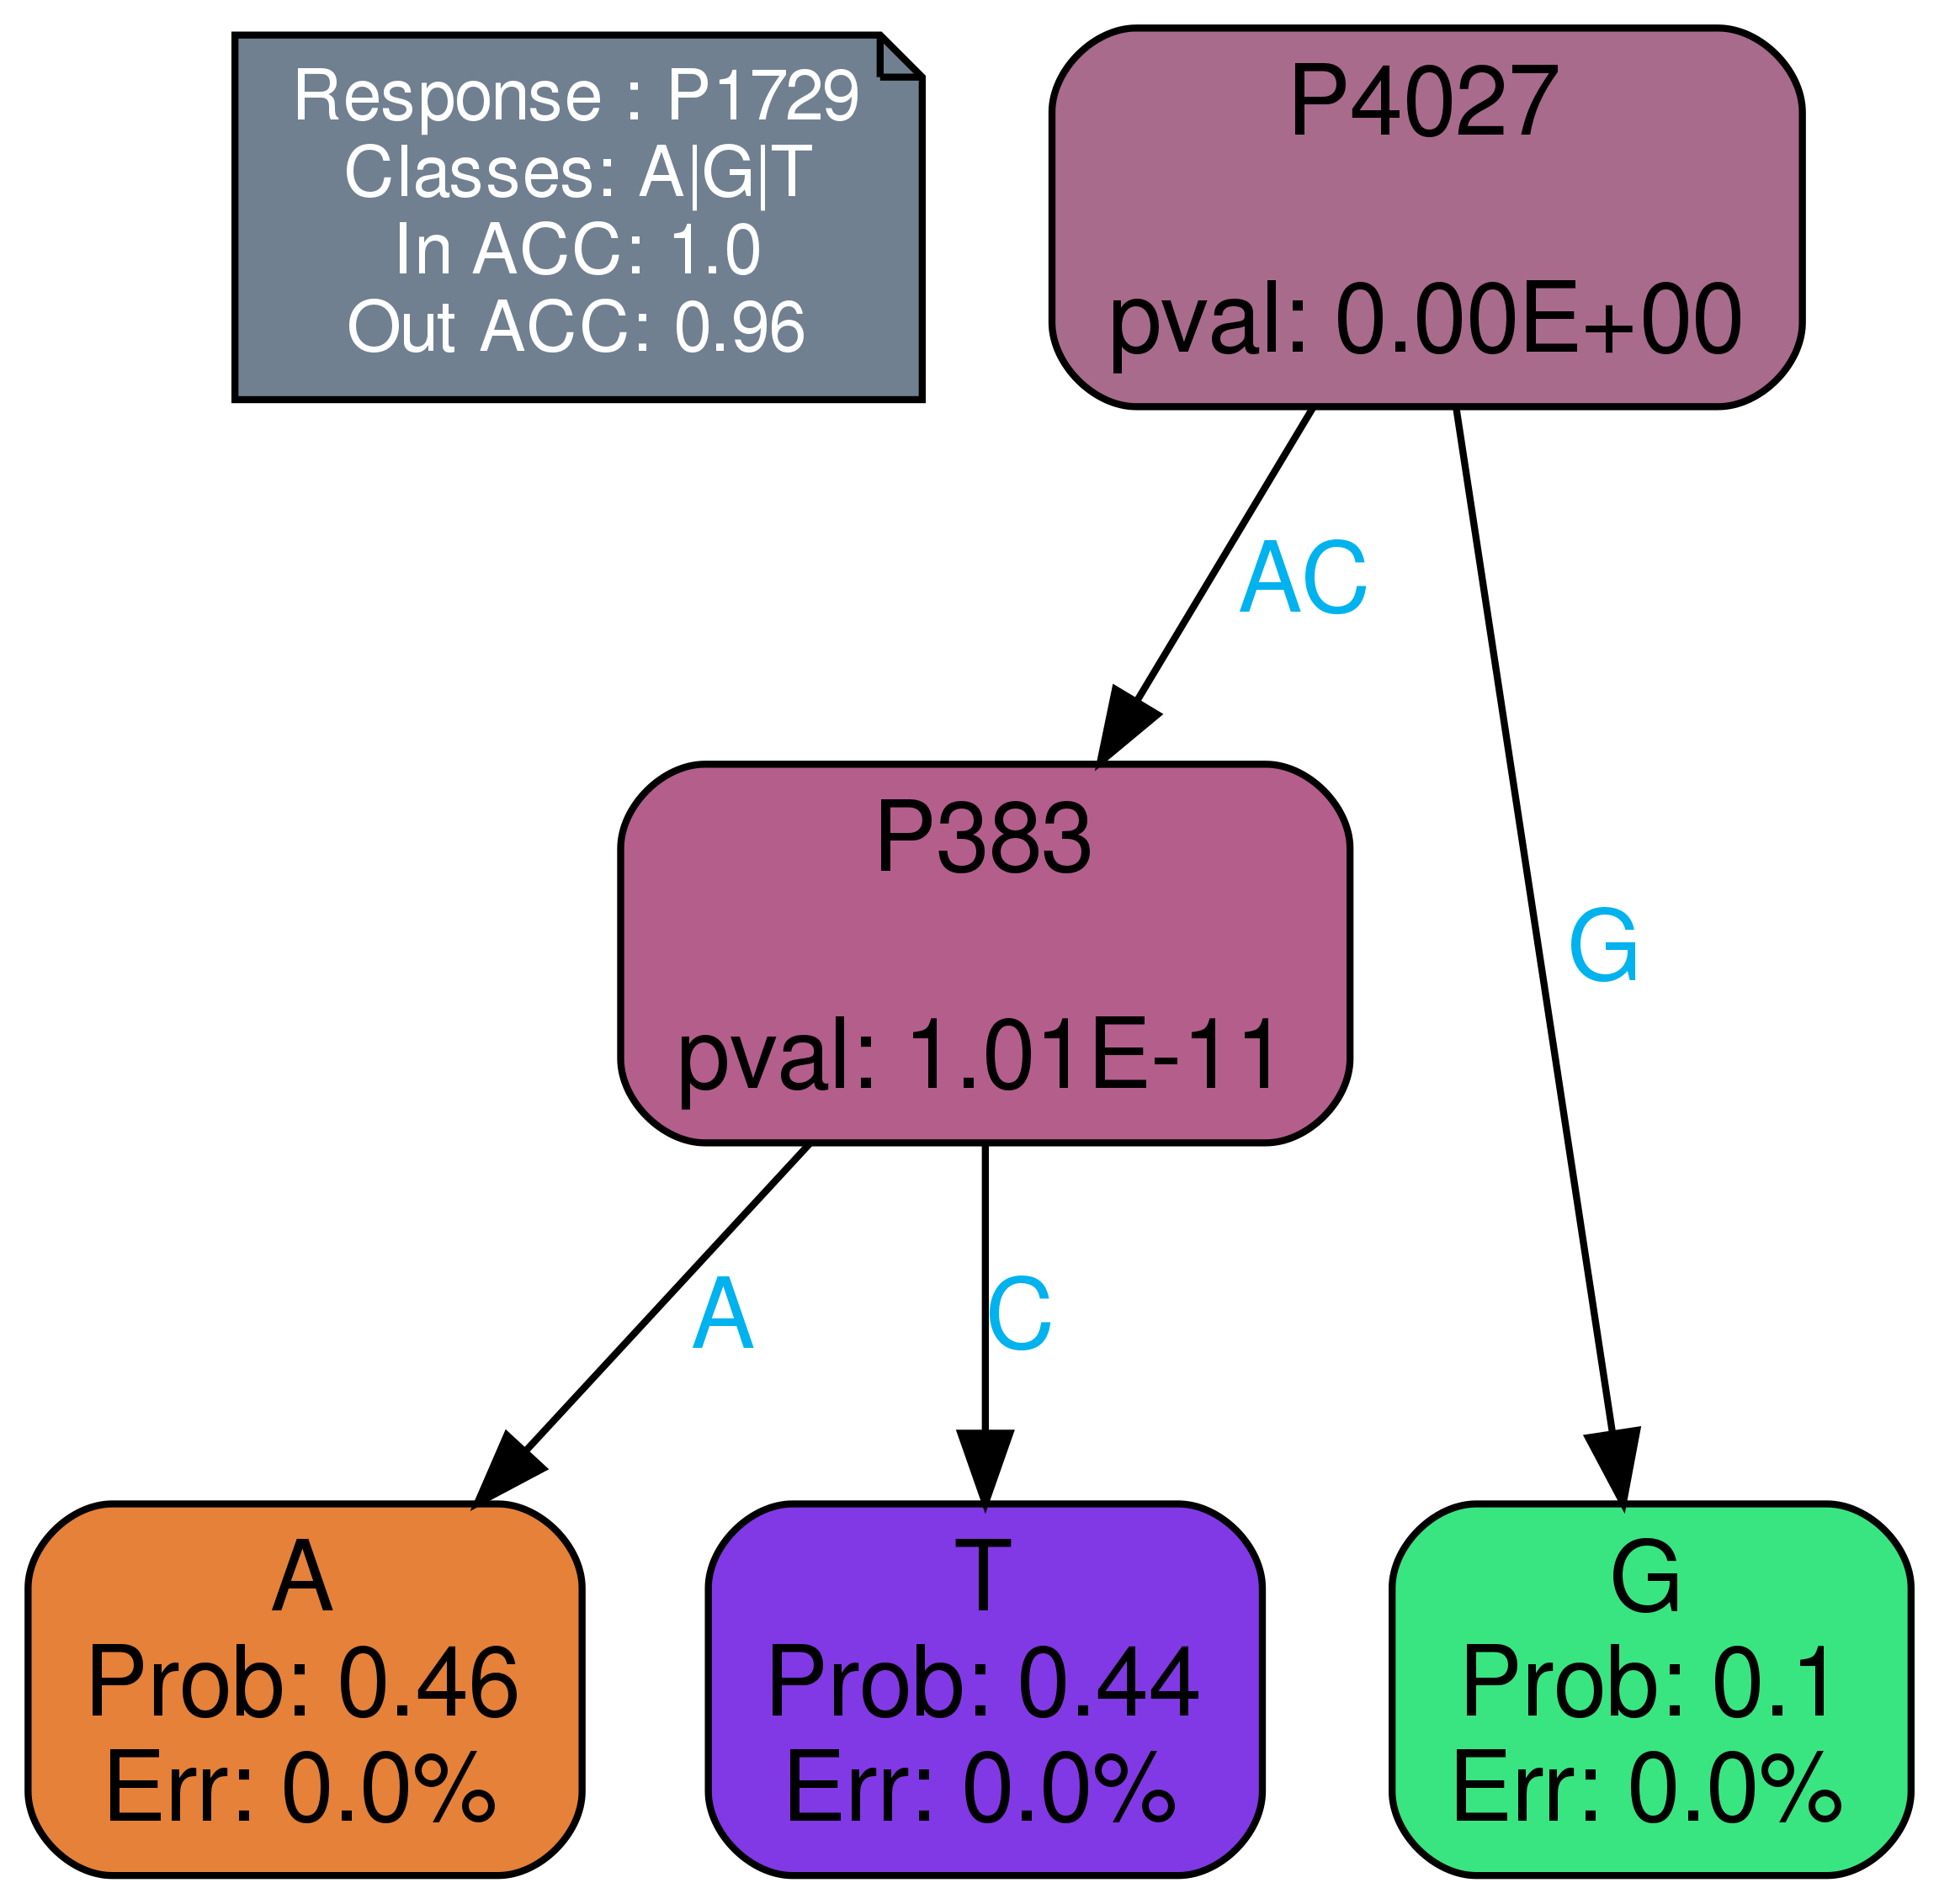 Response : P1729
Classes: A|G|T
In ACC: 1.0
Out ACC: 0.96
P4027
pval: 0.00E+00
AC
G
P383
pval: 1.01E-11
A
C
A
Prob: 0.46
Err: 0.0%
T
Prob: 0.44
Err: 0.0%
G
Prob: 0.1
Err: 0.0%